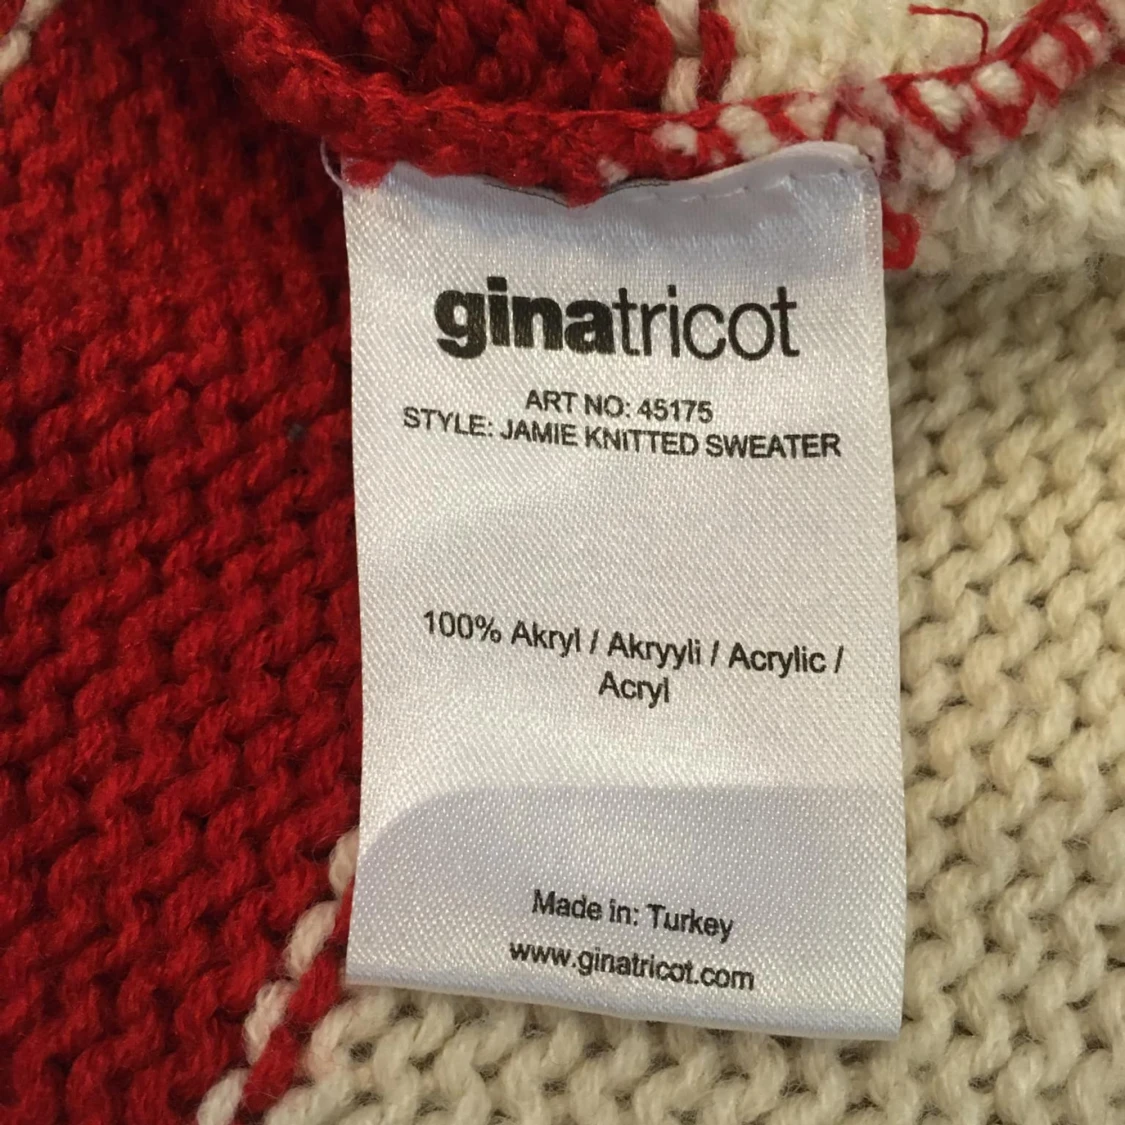 ginatricot
ART NO: 45175
STYLE: JAMIE KNITTED SWEATER
100% Akryl / Akryyli / Acrylic /
Acryl
Made in: Turkey
www.ginatricot.com